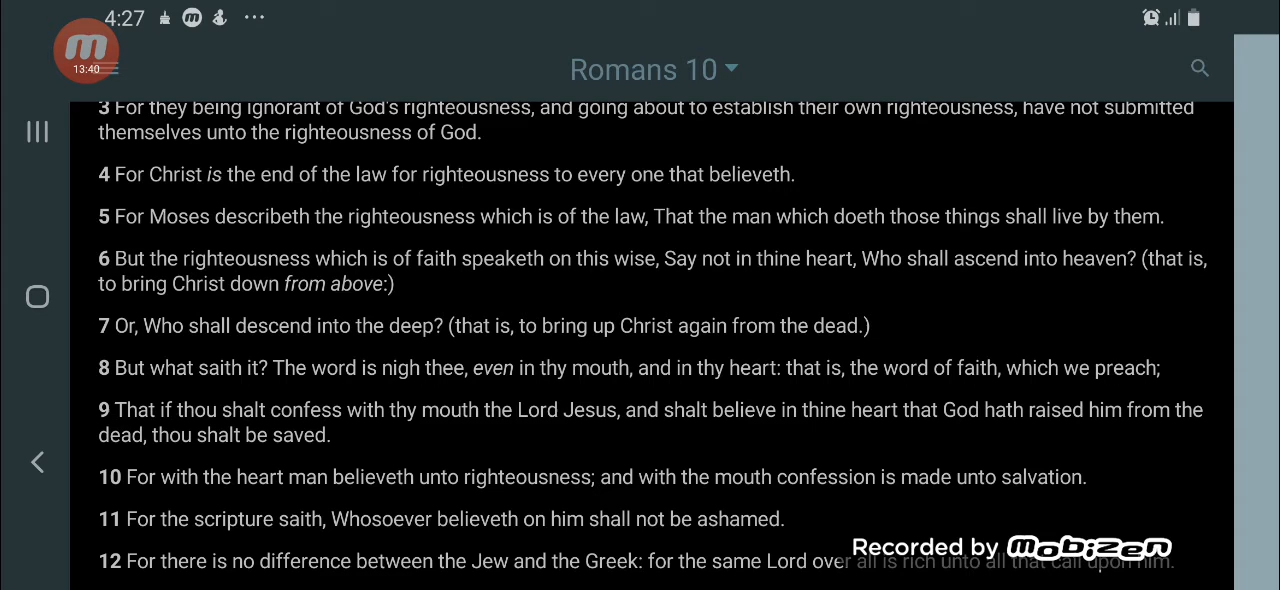 4:27
m
13:40
Romans 10
3 For they being ignorant of God's righteousness, and going about to establish their own righteousness, have not submitted
themselves unto the righteousness of God.
4 For Christ is the end of the law for righteousness to every one that believeth.
5 For Moses describeth the righteousness which is of the law, That the man which doeth those things shall live by them.
6 But the righteousness which is of faith speaketh on this wise, Say not in thine heart, Who shall ascend into heaven? (that is,
to bring Christ down from above:)
7 Or, Who shall descend into the deep? (that is, to bring up Christ again from the dead.)
8 But what saith it? The word is nigh thee, even in thy mouth, and in thy heart: that is, the word of faith, which we preach;
9 That if thou shalt confess with thy mouth the Lord Jesus, and shalt believe in thine heart that God hath raised him from the
dead, thou shalt be saved.
10 For with the heart man believeth unto righteousness; and with the mouth confession is made unto salvation.
11 For the scripture saith, Whosoever believeth on him shall not be ashamed.
Recorded by mobizen
12 For there is no difference between the Jew and the Greek: for the same Lord over all is rich unto all that call upon him.